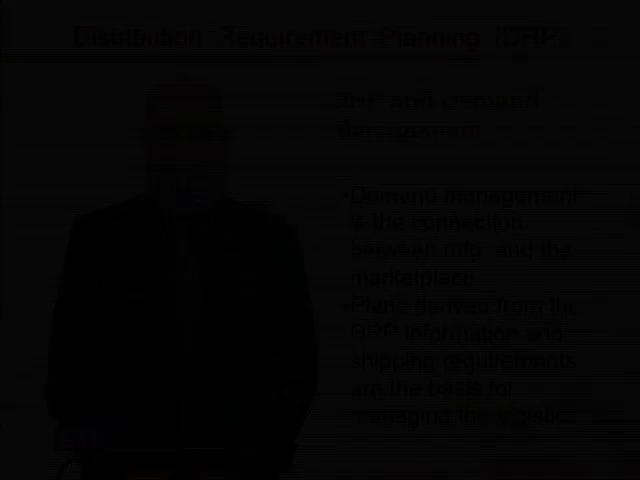 Distribution Requirement Planning (DRP)
DRP and Demand
Management
•Demand management
is the connection
between mfg. and the
marketplace
•Plans derived from the
DRP information and
shipping requirements
are the basis for
managing the logistics